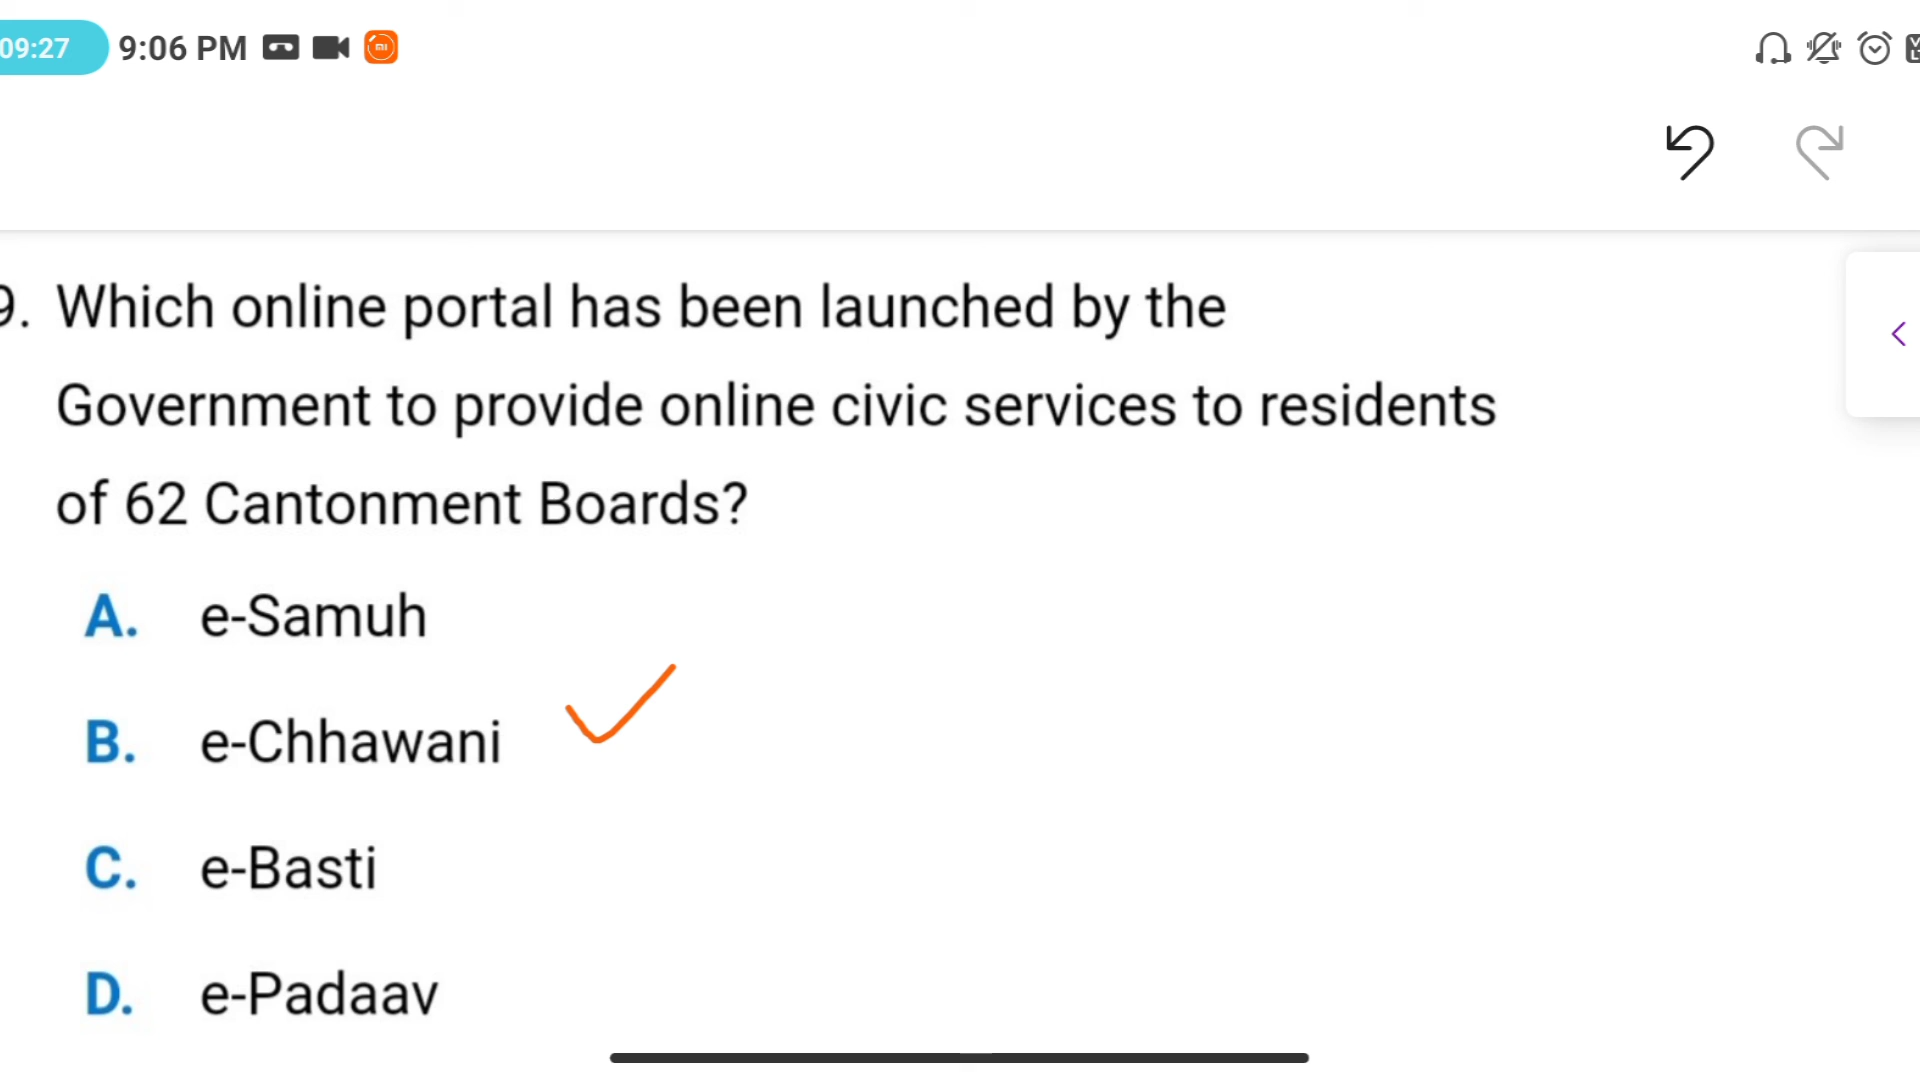 09:27 9:06 PM
9. Which online portal has been launched by the
Government to provide online civic services to residents
of 62 Cantonment Boards?
A. e-Samuh
B. e-Chhawani
C. e-Basti
D. e-Padaav